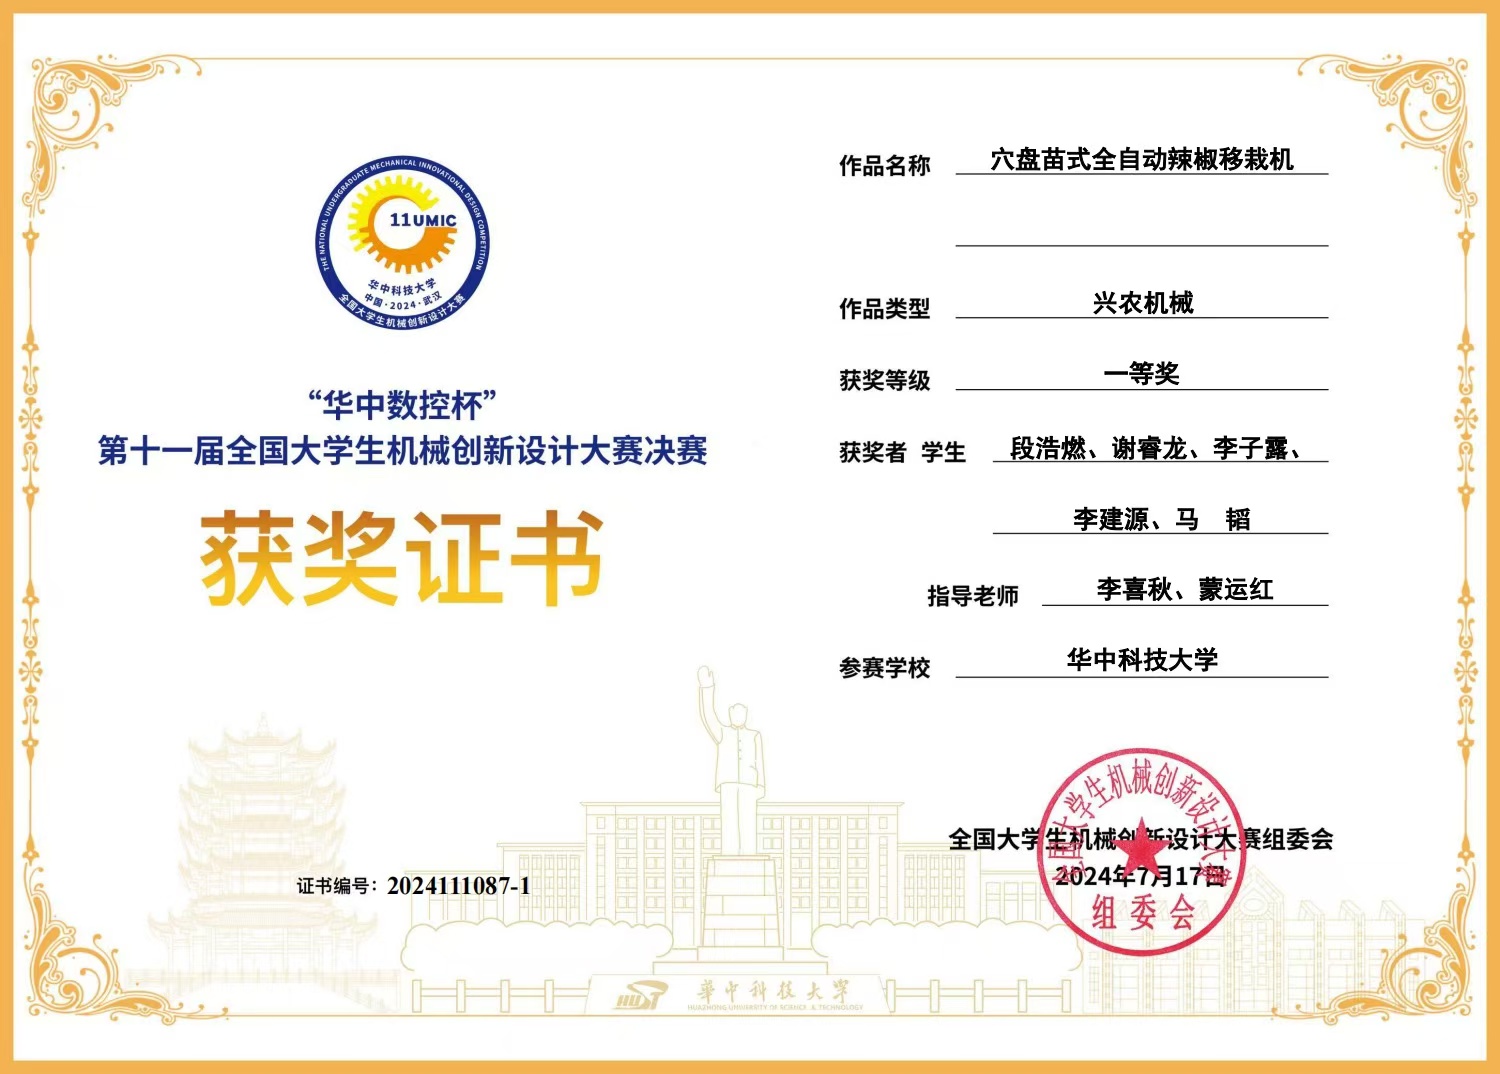 THE NATIONAL UNDERGRADUATE MECHANICAL INNOVATIONAL DESIGN COMPETITION
11UMIC
华中科技大学
中国·2024·武汉
全国大学生机械创新设计大赛
“华中数控杯”
第十一届全国大学生机械创新设计大赛决赛
获奖证书
证书编号：2024111087-1
作品名称 穴盘苗式全自动辣椒移栽机
作品类型 兴农机械
获奖等级 一等奖
获奖者 学生 段浩燃、谢睿龙、李子露、
李建源、马　韬
指导老师 李喜秋、蒙运红
参赛学校 华中科技大学
全国大学生机械创新设计大赛组委会
2024年7月17日
全国大学生机械创新设计大赛
组委会
HUST
華中科技大學
HUAZHONG UNIVERSITY OF SCIENCE & TECHNOLOGY